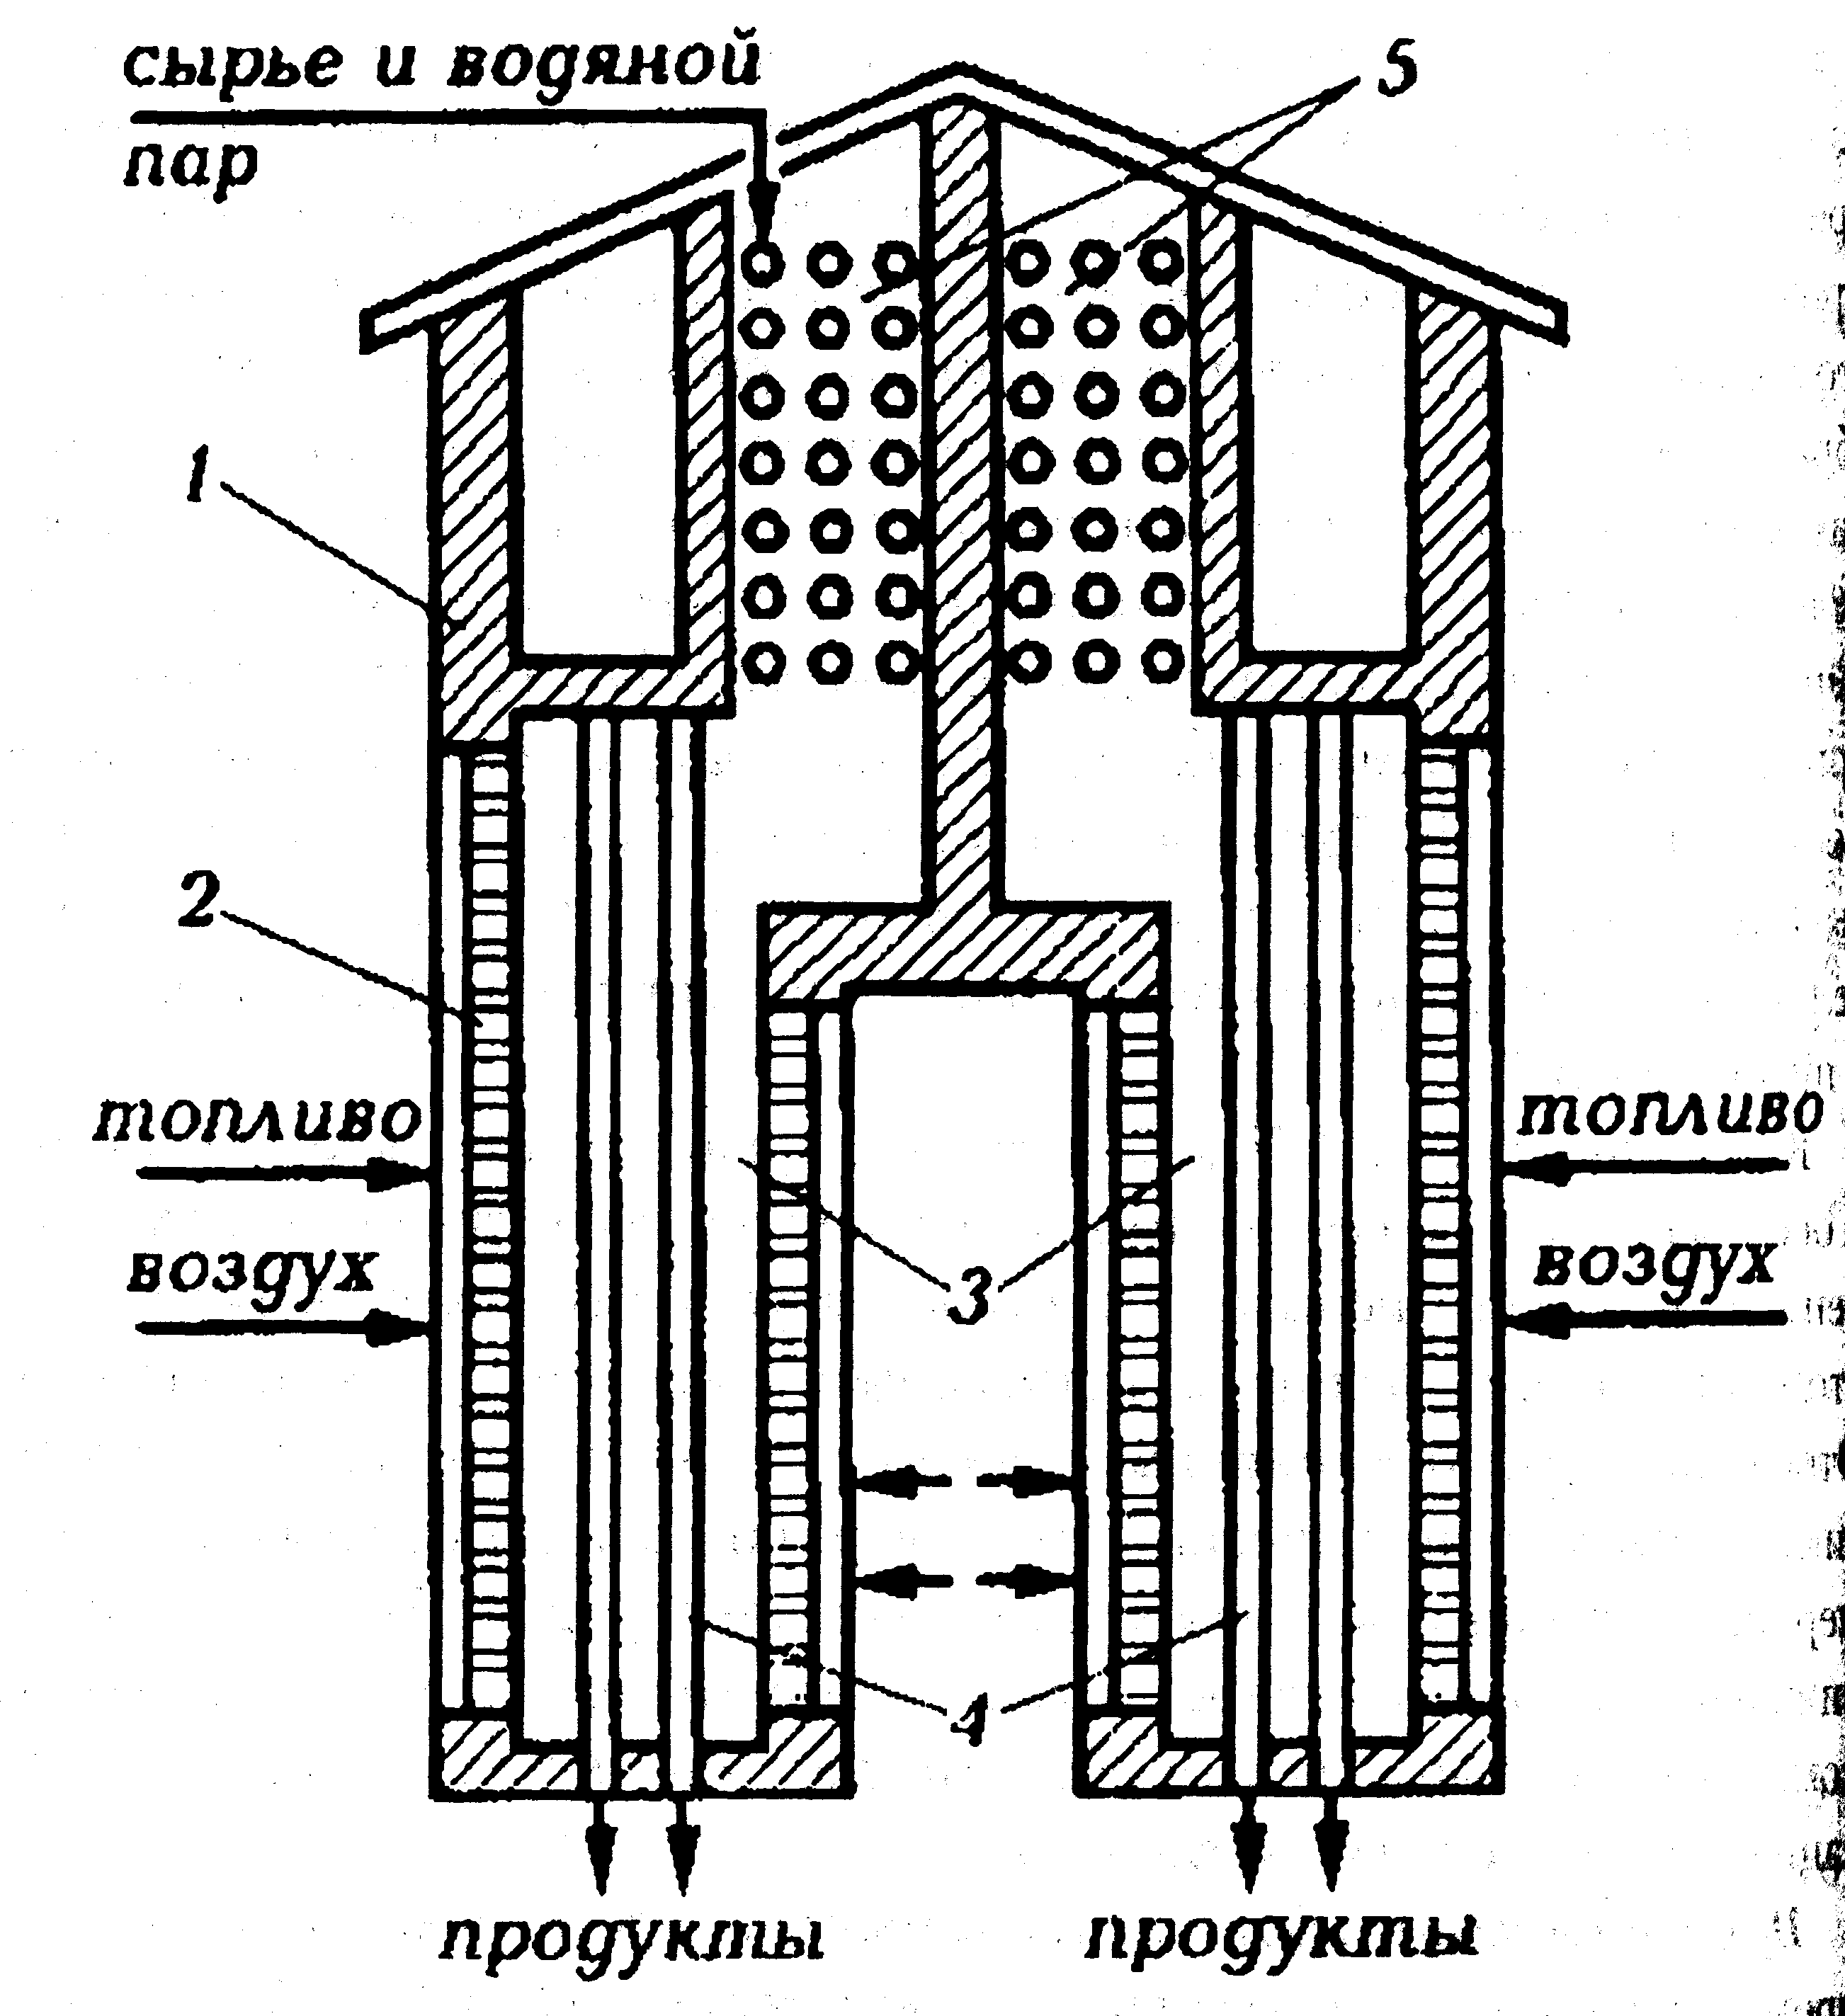 сырье и водяной
пар
5
1
2
топливо
топливо
воздух
воздух
3
4
продукты
продукты